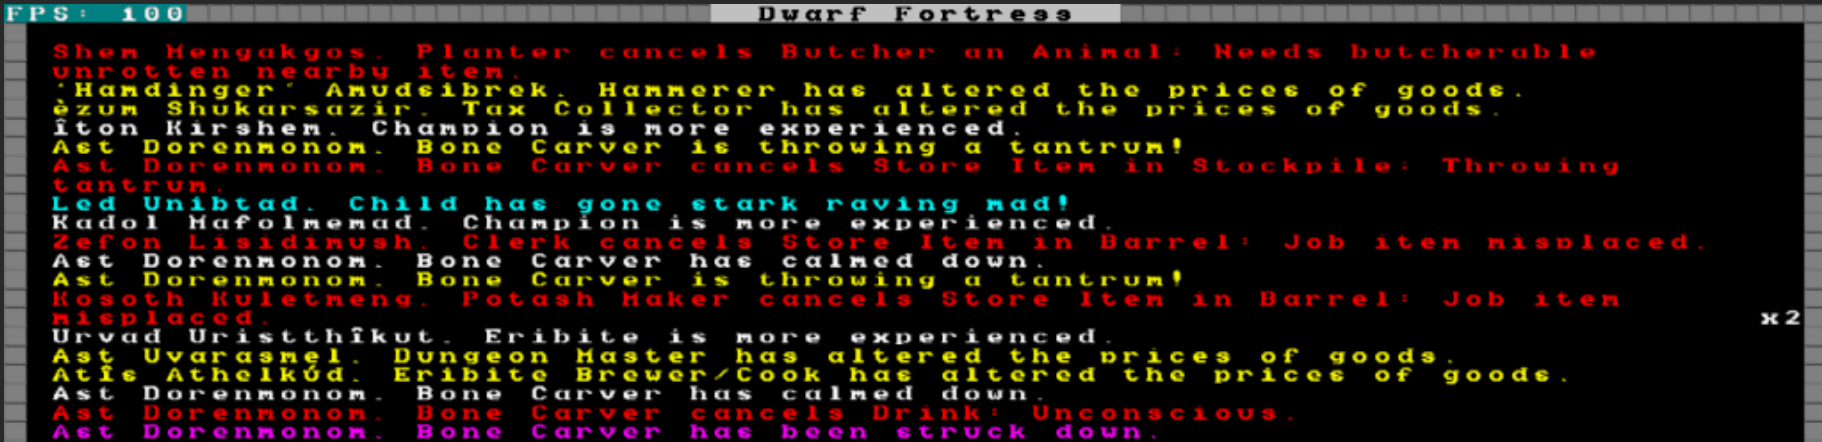 FPS: 100
Dwarf Fortress
Shem Mengakgos, Planter cancels Butcher an Animal: Needs butcherable
unrotten nearby item.
`Hamdinger' Amudsibrek, Hammerer has altered the prices of goods.
èzum Shukarsazir, Tax Collector has altered the prices of goods.
îton Kirshem, Champion is more experienced.
Ast Dorenmonom, Bone Carver is throwing a tantrum!
Ast Dorenmonom, Bone Carver cancels Store Item in Stockpile: Throwing
tantrum.
Led Unibtad, Child has gone stark raving mad!
Kadol Mafolmemad, Champion is more experienced.
Zefon Lisidimush, Clerk cancels Store Item in Barrel: Job item misplaced.
Ast Dorenmonom, Bone Carver has calmed down.
Ast Dorenmonom, Bone Carver is throwing a tantrum!
Kosoth Kuletmeng, Potash Maker cancels Store Item in Barrel: Job item
misplaced. x2
Urvad Uristthîkut, Eribite is more experienced.
Ast Uvarasmel, Dungeon Master has altered the prices of goods.
Atîs Athelkúd, Eribite Brewer/Cook has altered the prices of goods.
Ast Dorenmonom, Bone Carver has calmed down.
Ast Dorenmonom, Bone Carver cancels Drink: Unconscious.
Ast Dorenmonom, Bone Carver has been struck down.